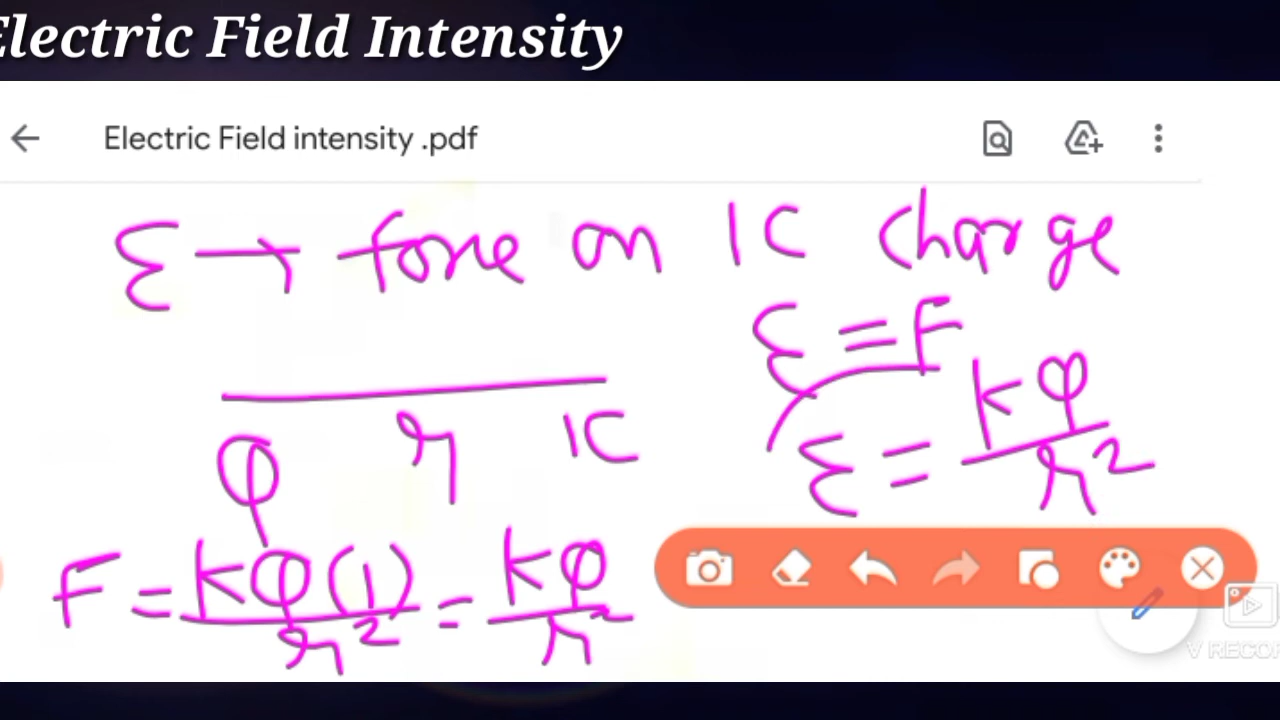 Electric Field Intensity
Electric Field intensity .pdf
E → force on 1C charge
E = F
Q r 1C
E = kQ/r²
F = kQ(1)/r² = kQ/r²
V RECOR